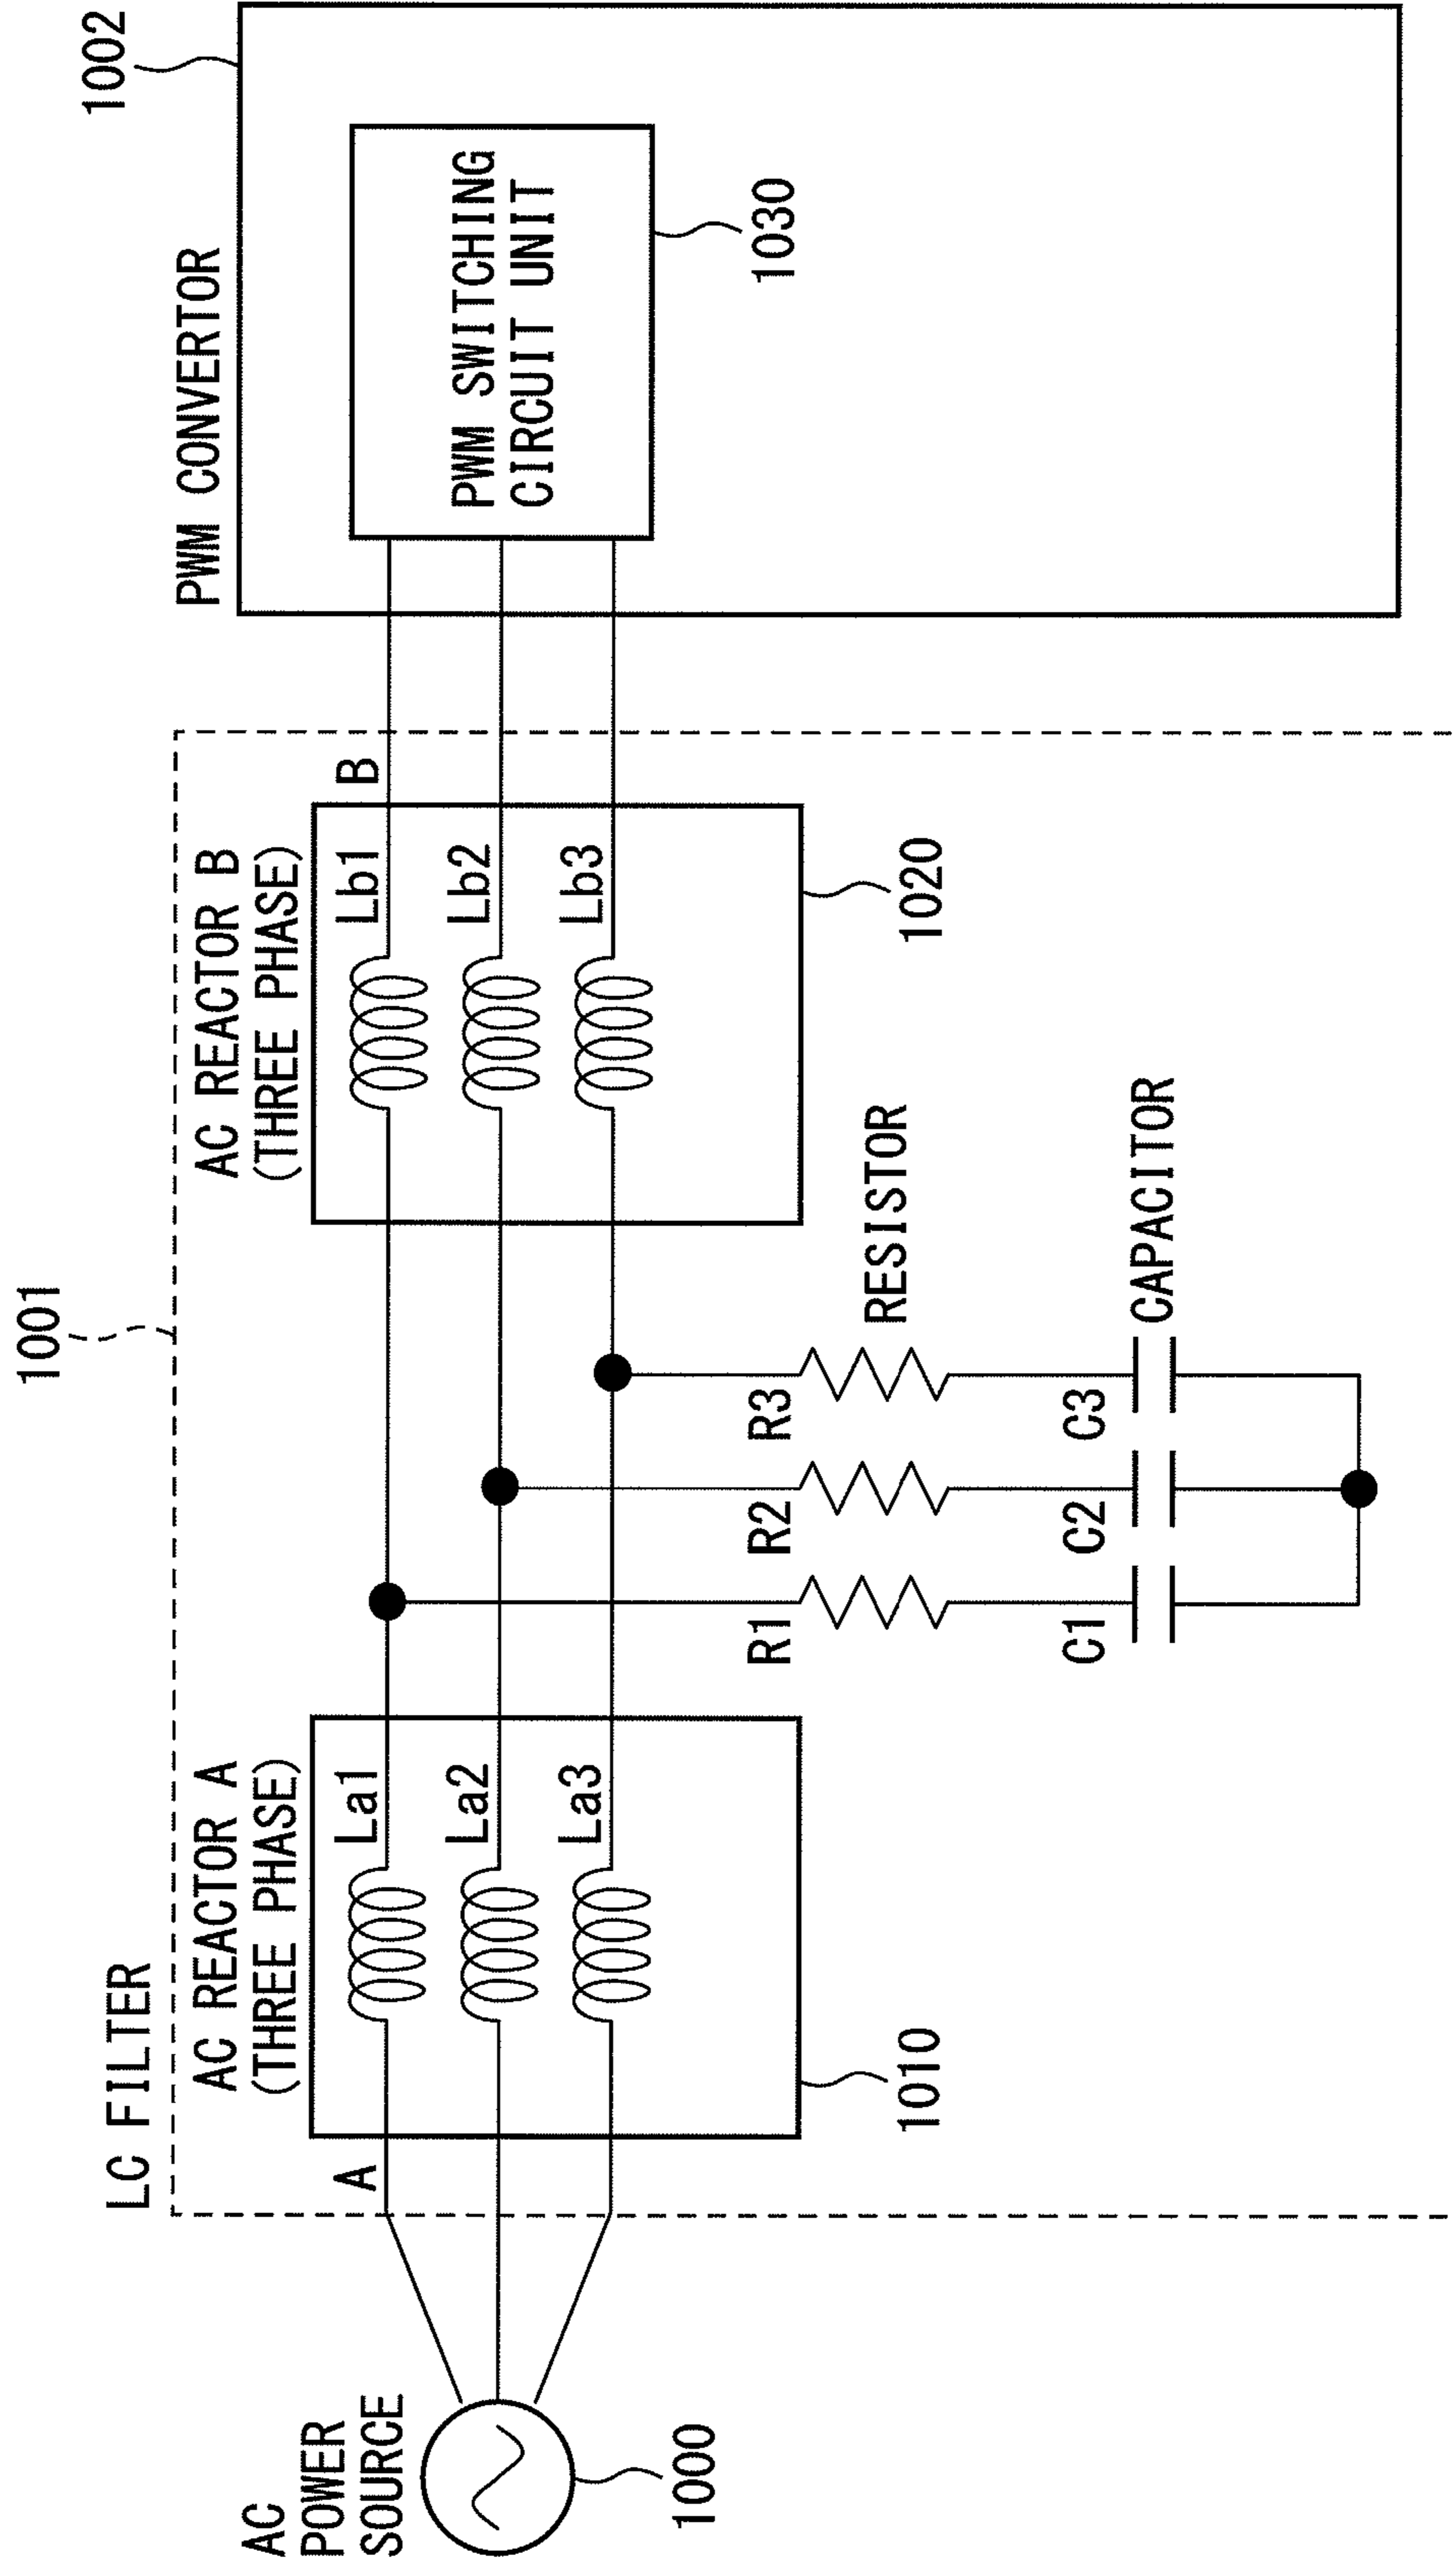 1001
1002
LC FILTER
PWM CONVERTOR
AC REACTOR A
(THREE PHASE)
AC REACTOR B
(THREE PHASE)
AC
POWER
SOURCE
A
La1
La2
La3
Lb1
B
Lb2
Lb3
PWM SWITCHING
CIRCUIT UNIT
1000
1010
1020
1030
R1
R2
R3
RESISTOR
C1
C2
C3
CAPACITOR